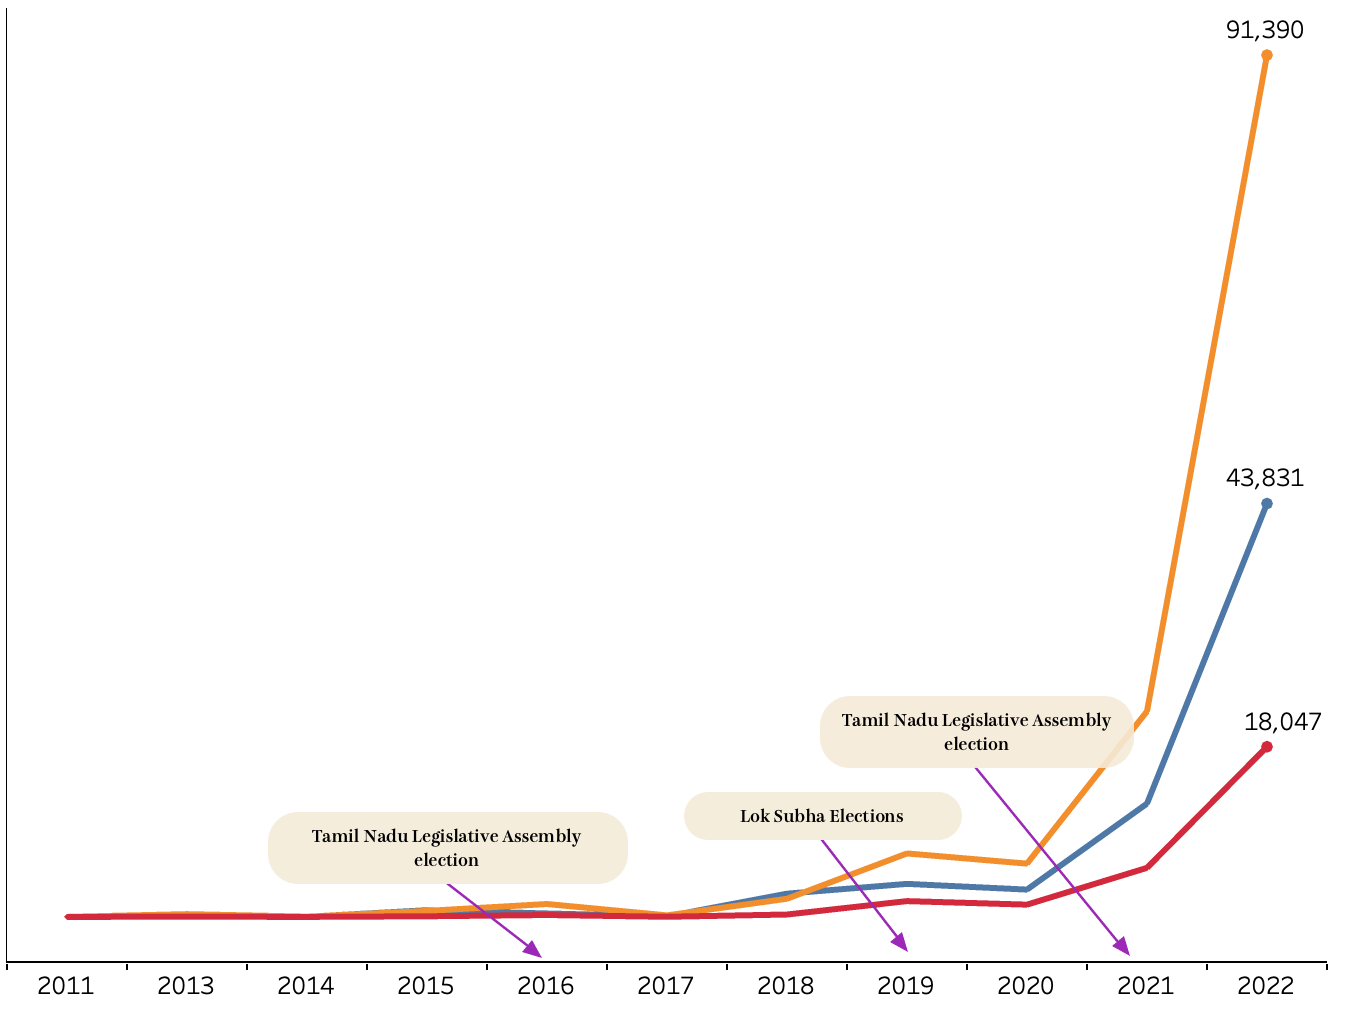 91,390
43,831
18,047
Tamil Nadu Legislative Assembly
election
Lok Subha Elections
Tamil Nadu Legislative Assembly
election
2011 2013 2014 2015 2016 2017 2018 2019 2020 2021 2022